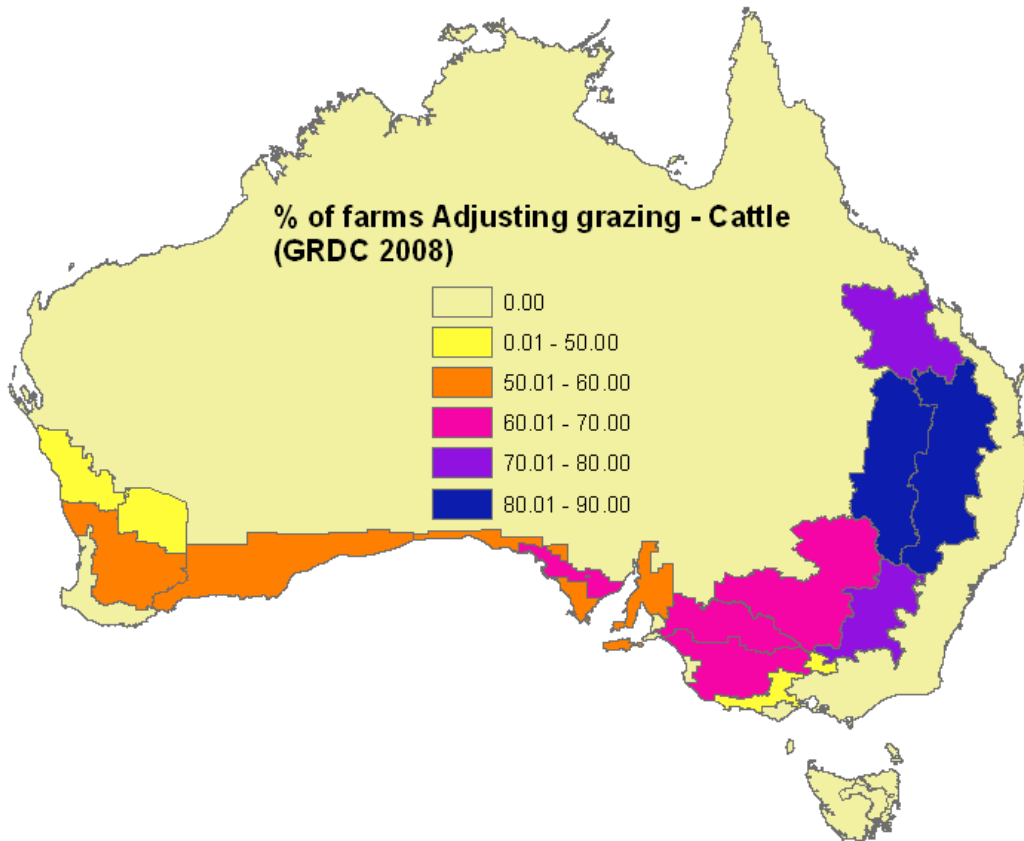 % of farms Adjusting grazing - Cattle
(GRDC 2008)
0.00
0.01 - 50.00
50.01 - 60.00
60.01 - 70.00
70.01 - 80.00
80.01 - 90.00